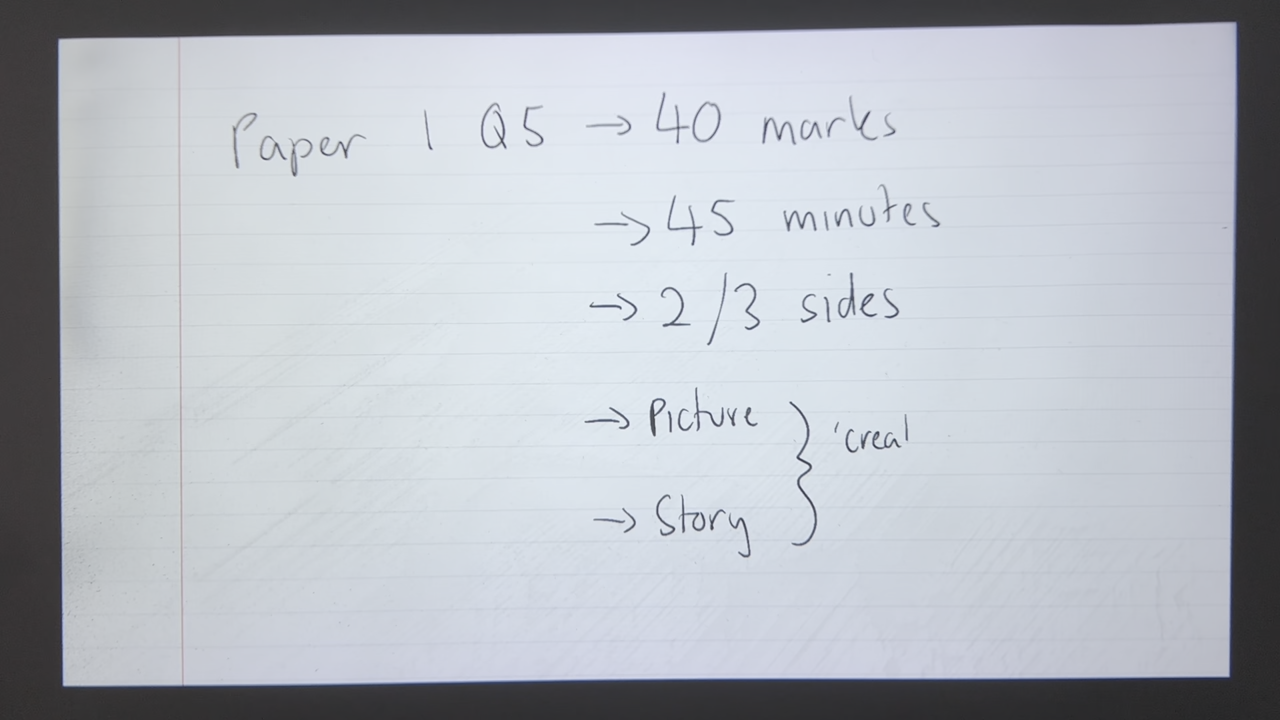 Paper 1 Q5 → 40 marks
→ 45 minutes
→ 2/3 sides
→ Picture
'creal
→ Story